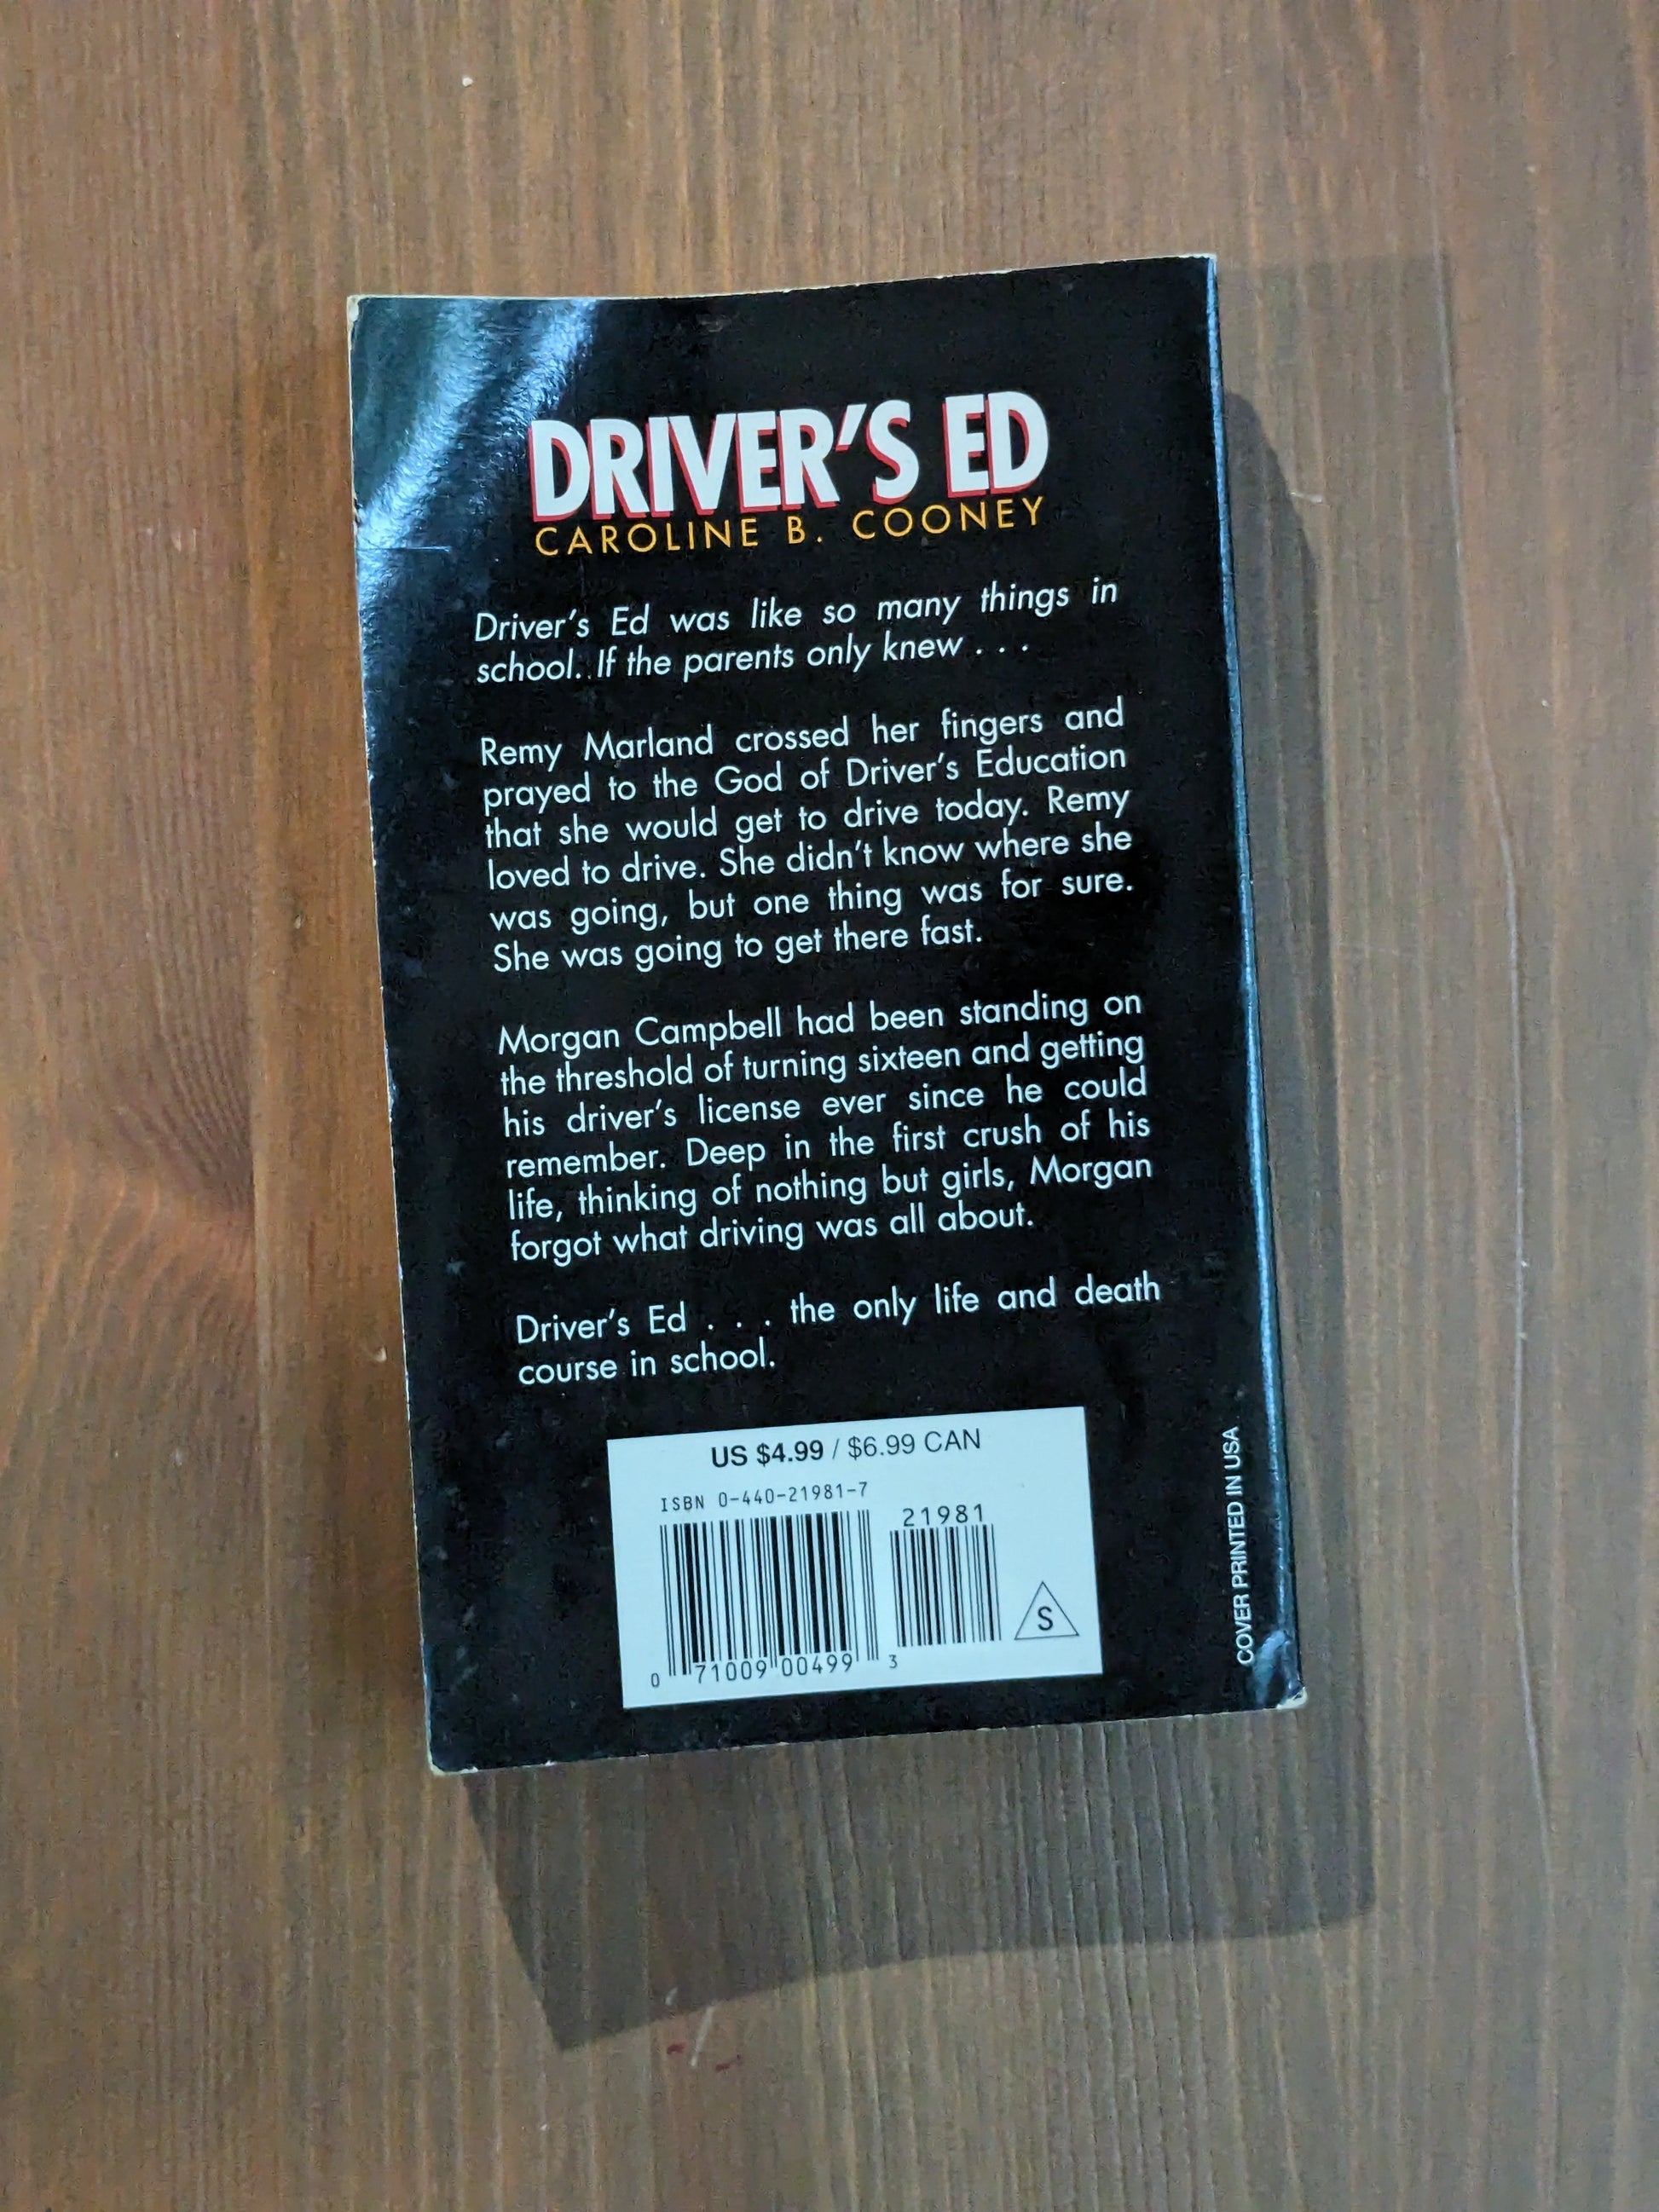 DRIVER'S ED
CAROLINE B. COONEY
Driver's Ed was like so many things in
school. If the parents only knew . . .
Remy Marland crossed her fingers and
prayed to the God of Driver's Education
that she would get to drive today. Remy
loved to drive. She didn't know where she
was going, but one thing was for sure.
She was going to get there fast.
Morgan Campbell had been standing on
the threshold of turning sixteen and getting
his driver's license ever since he could
remember. Deep in the first crush of his
life, thinking of nothing but girls, Morgan
forgot what driving was all about.
Driver's Ed . . . the only life and death
course in school.
US $4.99 / $6.99 CAN
ISBN 0-440-21981-7
21981
0 71009 00499 3
S
COVER PRINTED IN USA